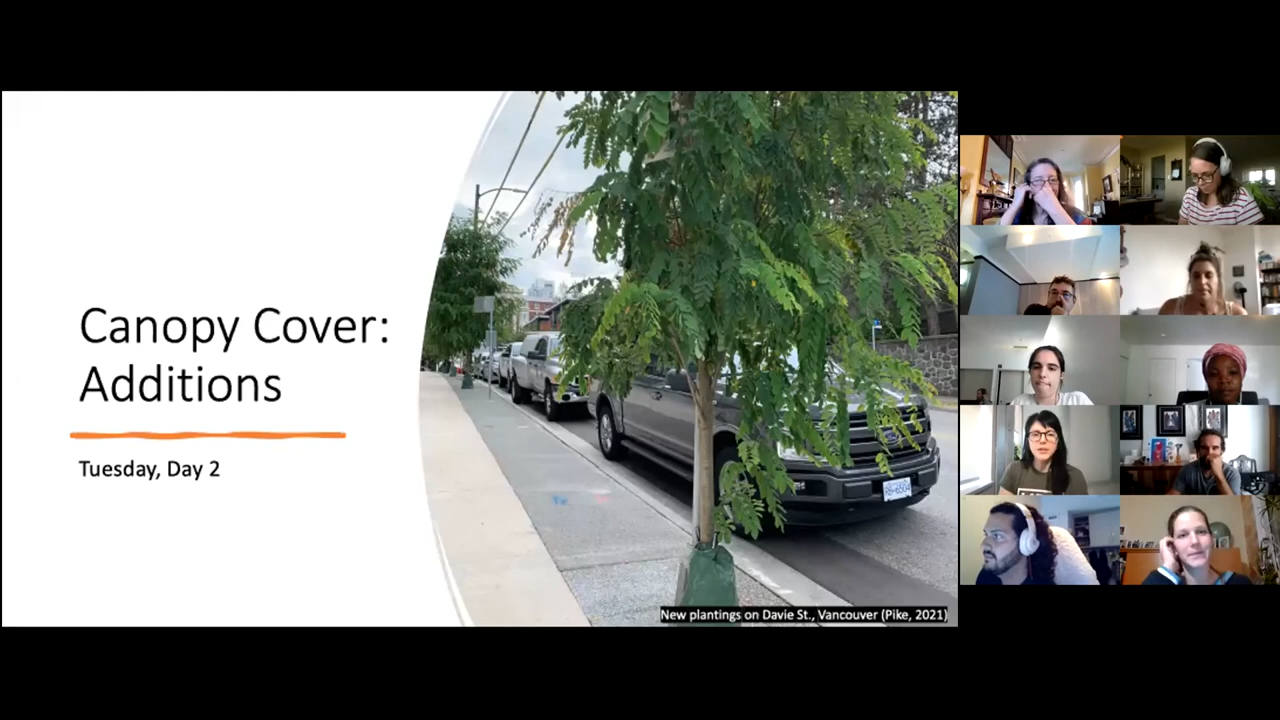 Canopy Cover:
Additions
Tuesday, Day 2
New plantings on Davie St., Vancouver (Pike, 2021)